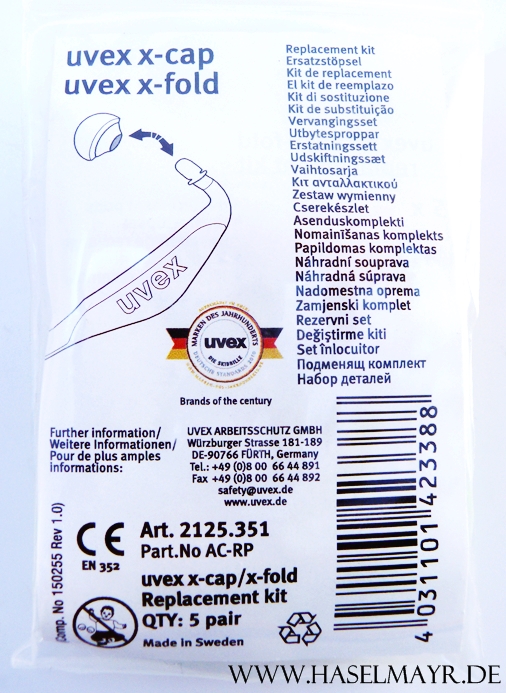 uvex x-cap
uvex x-fold
Replacement kit
Ersatzstöpsel
Kit de replacement
El kit de reemplazo
Kit di sostituzione
Kit de substituição
Vervangingsset
Utbytesproppar
Erstatningssett
Udskiftningssæt
Vaihtosarja
Κιτ ανταλλακτικού
Zestaw wymienny
Cserekészlet
Asenduskomplekti
Nomainīšanas komplekts
Papildomas komplektas
Náhradní souprava
Náhradná súprava
Nadomestna oprema
Zamjenski komplet
Rezervni set
Değiştirme kiti
Set înlocuitor
Подменящ комплект
Набор деталей
uvex
MARKEN DES JAHRHUNDERTS
uvex
DIE SKIBRILLE
DEUTSCHE STANDARDS
Brands of the century
Further information/
Weitere Informationen/
Pour de plus amples
informations:
UVEX ARBEITSSCHUTZ GMBH
Würzburger Strasse 181-189
DE-90766 FÜRTH, Germany
Tel.: +49 (0)8 00 66 44 891
Fax +49 (0)8 00 66 44 892
safety@uvex.de
www.uvex.de
Comp. No 150255 Rev 1.0)
CE
EN 352
Art. 2125.351
Part.No AC-RP
uvex x-cap/x-fold
Replacement kit
QTY: 5 pair
Made in Sweden
4 031101 423388
WWW.HASELMAYR.DE